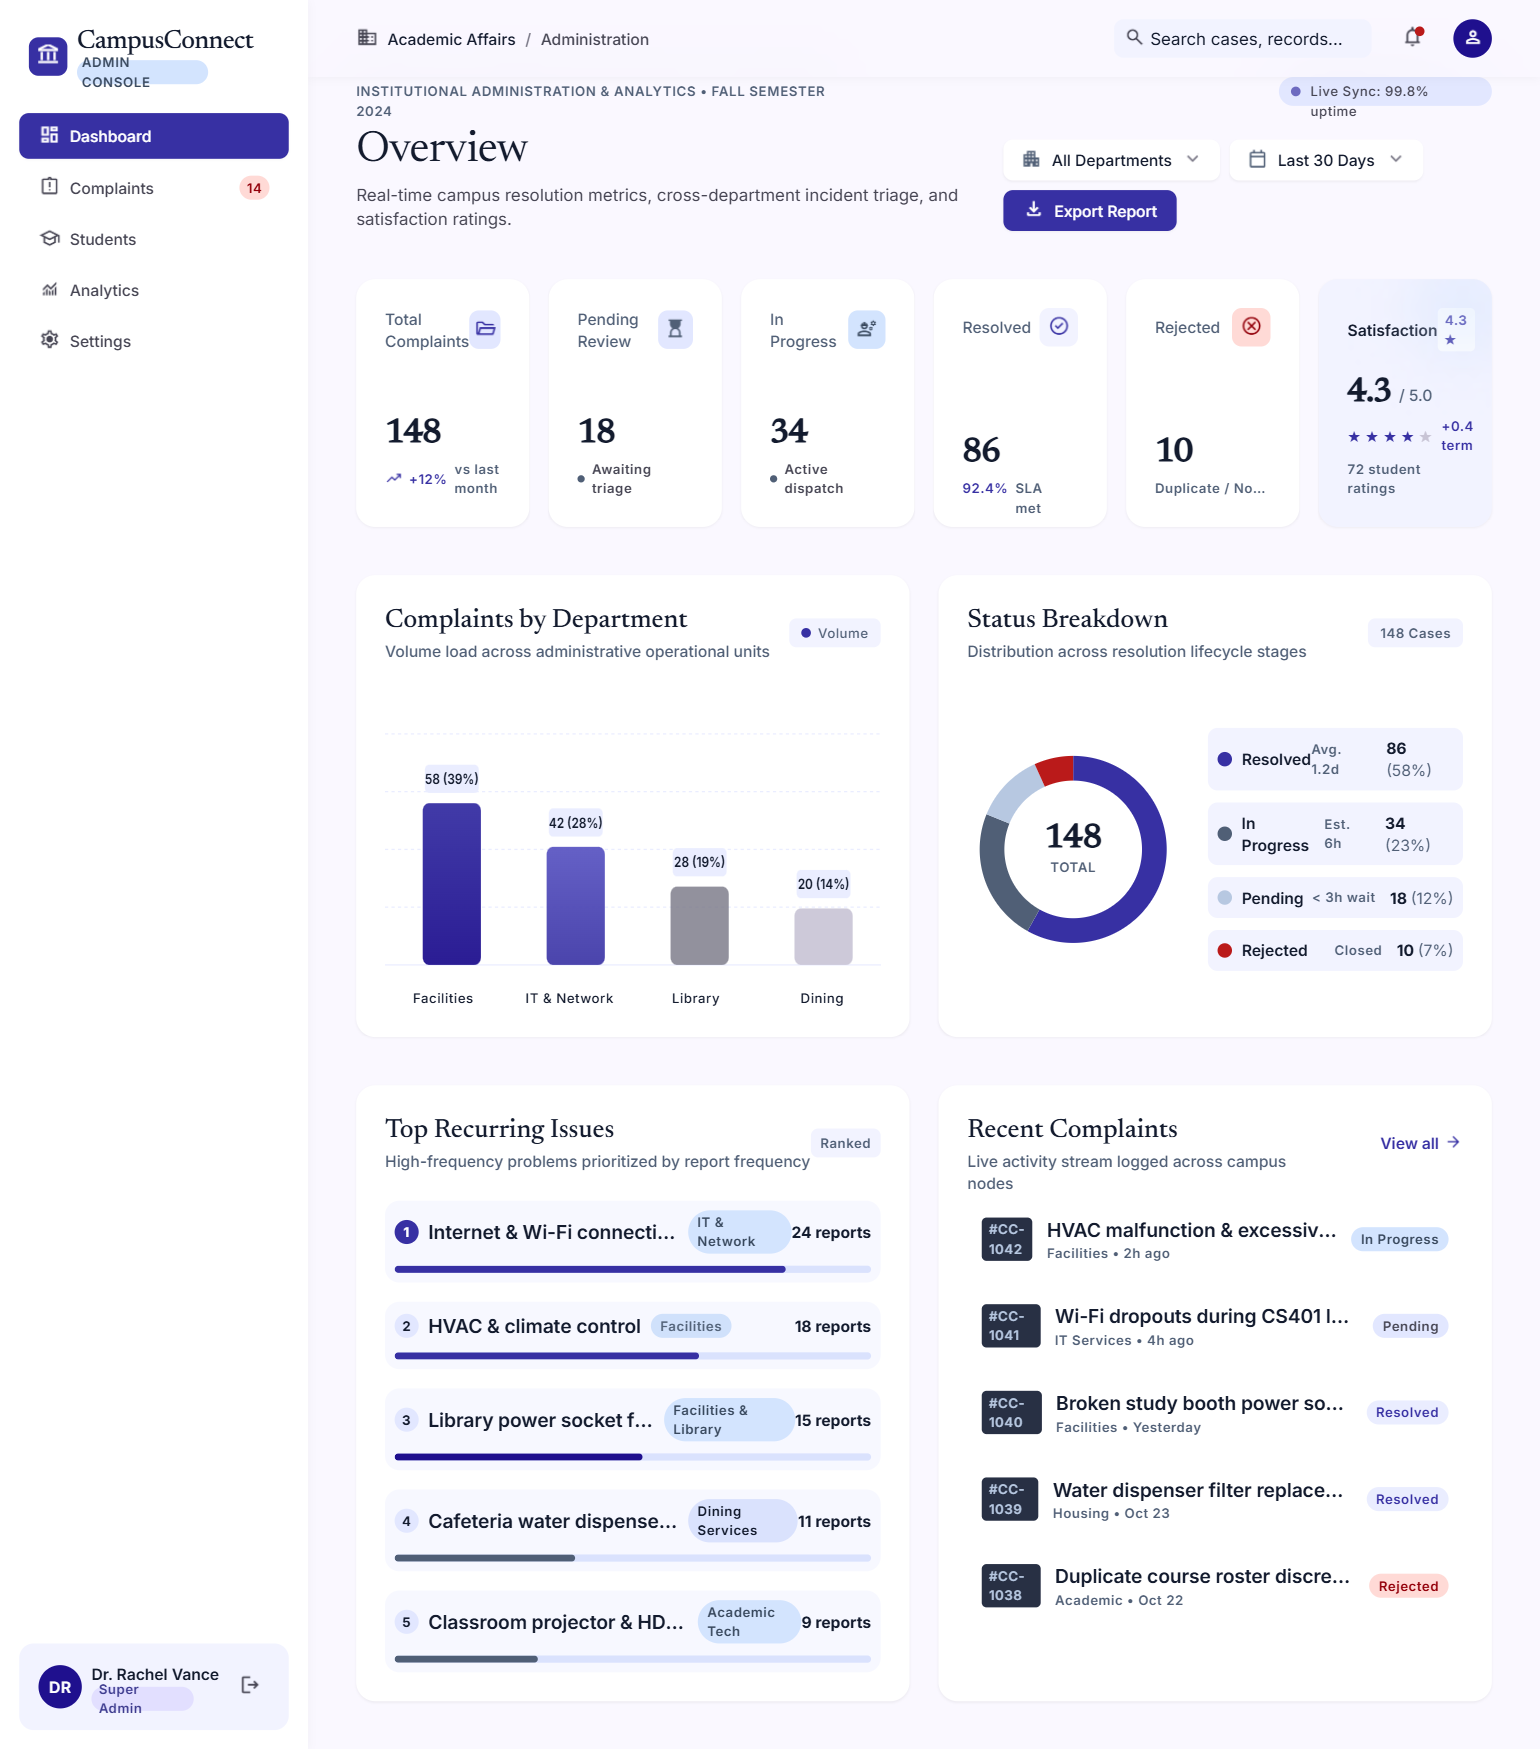 CampusConnect
ADMIN
CONSOLE
Dashboard
Complaints 14
Students
Analytics
Settings
Dr. Rachel Vance
DR
Super
Admin
Academic Affairs / Administration
Search cases, records...
INSTITUTIONAL ADMINISTRATION & ANALYTICS • FALL SEMESTER
2024
Live Sync: 99.8%
uptime
Overview
Real-time campus resolution metrics, cross-department incident triage, and
satisfaction ratings.
All Departments
Last 30 Days
Export Report
Total
Complaints
148
+12% vs last
month
Pending
Review
18
Awaiting
triage
In
Progress
34
Active
dispatch
Resolved
86
92.4% SLA
met
Rejected
10
Duplicate / No...
Satisfaction 4.3
★
4.3 / 5.0
★ ★ ★ ★ ★ +0.4
term
72 student
ratings
Complaints by Department
Volume load across administrative operational units
Volume
58 (39%)
42 (28%)
28 (19%)
20 (14%)
Facilities IT & Network Library Dining
Status Breakdown
Distribution across resolution lifecycle stages
148 Cases
148
TOTAL
Resolved Avg.
1.2d
86
(58%)
In
Progress
Est.
6h
34
(23%)
Pending < 3h wait 18 (12%)
Rejected Closed 10 (7%)
Top Recurring Issues
High-frequency problems prioritized by report frequency
Ranked
1 Internet & Wi-Fi connecti... IT &
Network
24 reports
2 HVAC & climate control Facilities 18 reports
3 Library power socket f... Facilities &
Library
15 reports
4 Cafeteria water dispense... Dining
Services
11 reports
5 Classroom projector & HD... Academic
Tech
9 reports
Recent Complaints
Live activity stream logged across campus
nodes
View all
#CC-
1042
HVAC malfunction & excessiv...
Facilities • 2h ago
In Progress
#CC-
1041
Wi-Fi dropouts during CS401 l...
IT Services • 4h ago
Pending
#CC-
1040
Broken study booth power so...
Facilities • Yesterday
Resolved
#CC-
1039
Water dispenser filter replace...
Housing • Oct 23
Resolved
#CC-
1038
Duplicate course roster discre...
Academic • Oct 22
Rejected